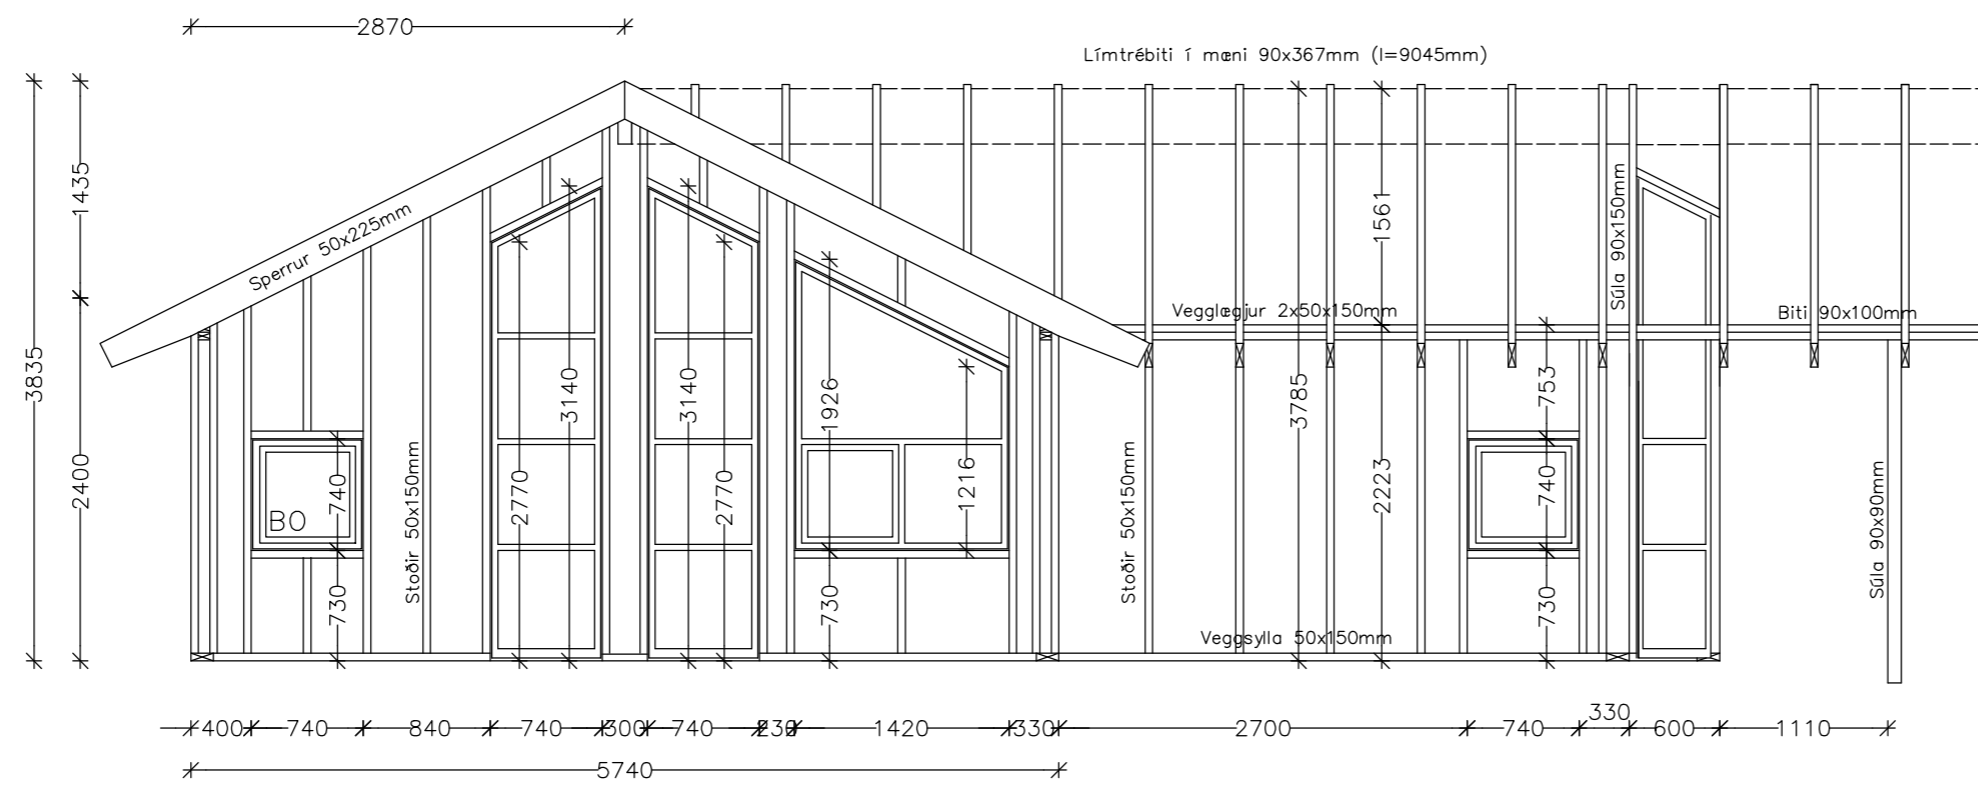 2870
Límtrébiti í mæni 90x367mm (l=9045mm)
3835
1435
2400
Sperrur 50x225mm
Stoðir 50x150mm
BO
740
730
2770
3140
3140
2770
1926
730
1216
Stoðir 50x150mm
Vegglægjur 2x50x150mm
3785
1561
2223
Veggsylla 50x150mm
753
740
730
Súla 90x150mm
Biti 90x100mm
Súla 90x90mm
400 740 840 740 300 740 230 1420 330 2700 740 330 600 1110
5740